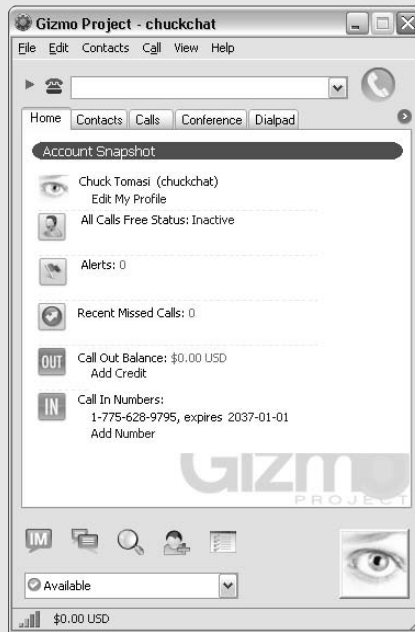 Gizmo Project - chuckchat
File Edit Contacts Call View Help
Home Contacts Calls Conference Dialpad
Account Snapshot
Chuck Tomasi (chuckchat)
Edit My Profile
All Calls Free Status: Inactive
Alerts: 0
Recent Missed Calls: 0
OUT
Call Out Balance: $0.00 USD
Add Credit
IN
Call In Numbers:
1-775-628-9795, expires 2037-01-01
Add Number
GIZMO
PROJECT
IM
Available
$0.00 USD